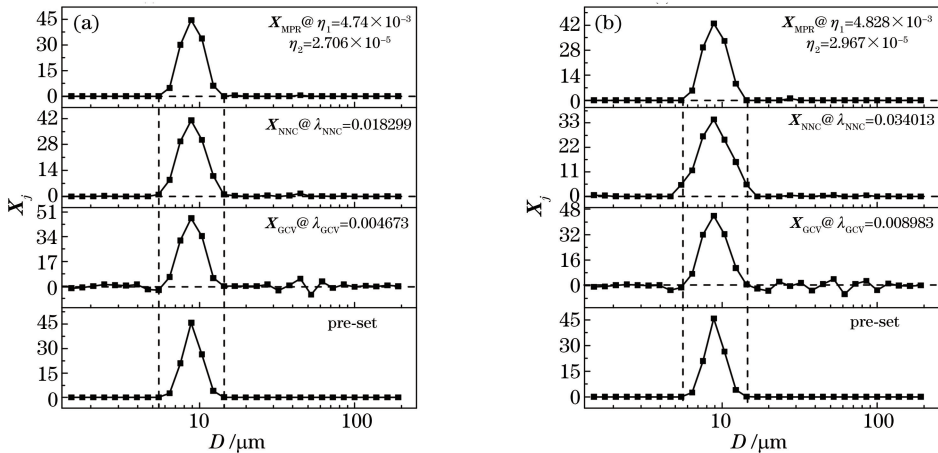 (a)
X_MPR@ η₁=4.74×10⁻³
η₂=2.706×10⁻⁵
45
30
15
0
X_NNC@ λ_NNC=0.018299
42
28
14
0
X_GCV@ λ_GCV=0.004673
51
34
17
0
pre-set
45
30
15
0
X_j
10
100
D /μm
(b)
X_MPR@ η₁=4.828×10⁻³
η₂=2.967×10⁻⁵
42
28
14
0
X_NNC@ λ_NNC=0.034013
33
22
11
0
X_GCV@ λ_GCV=0.008983
48
32
16
0
pre-set
45
30
15
0
X_j
10
100
D /μm